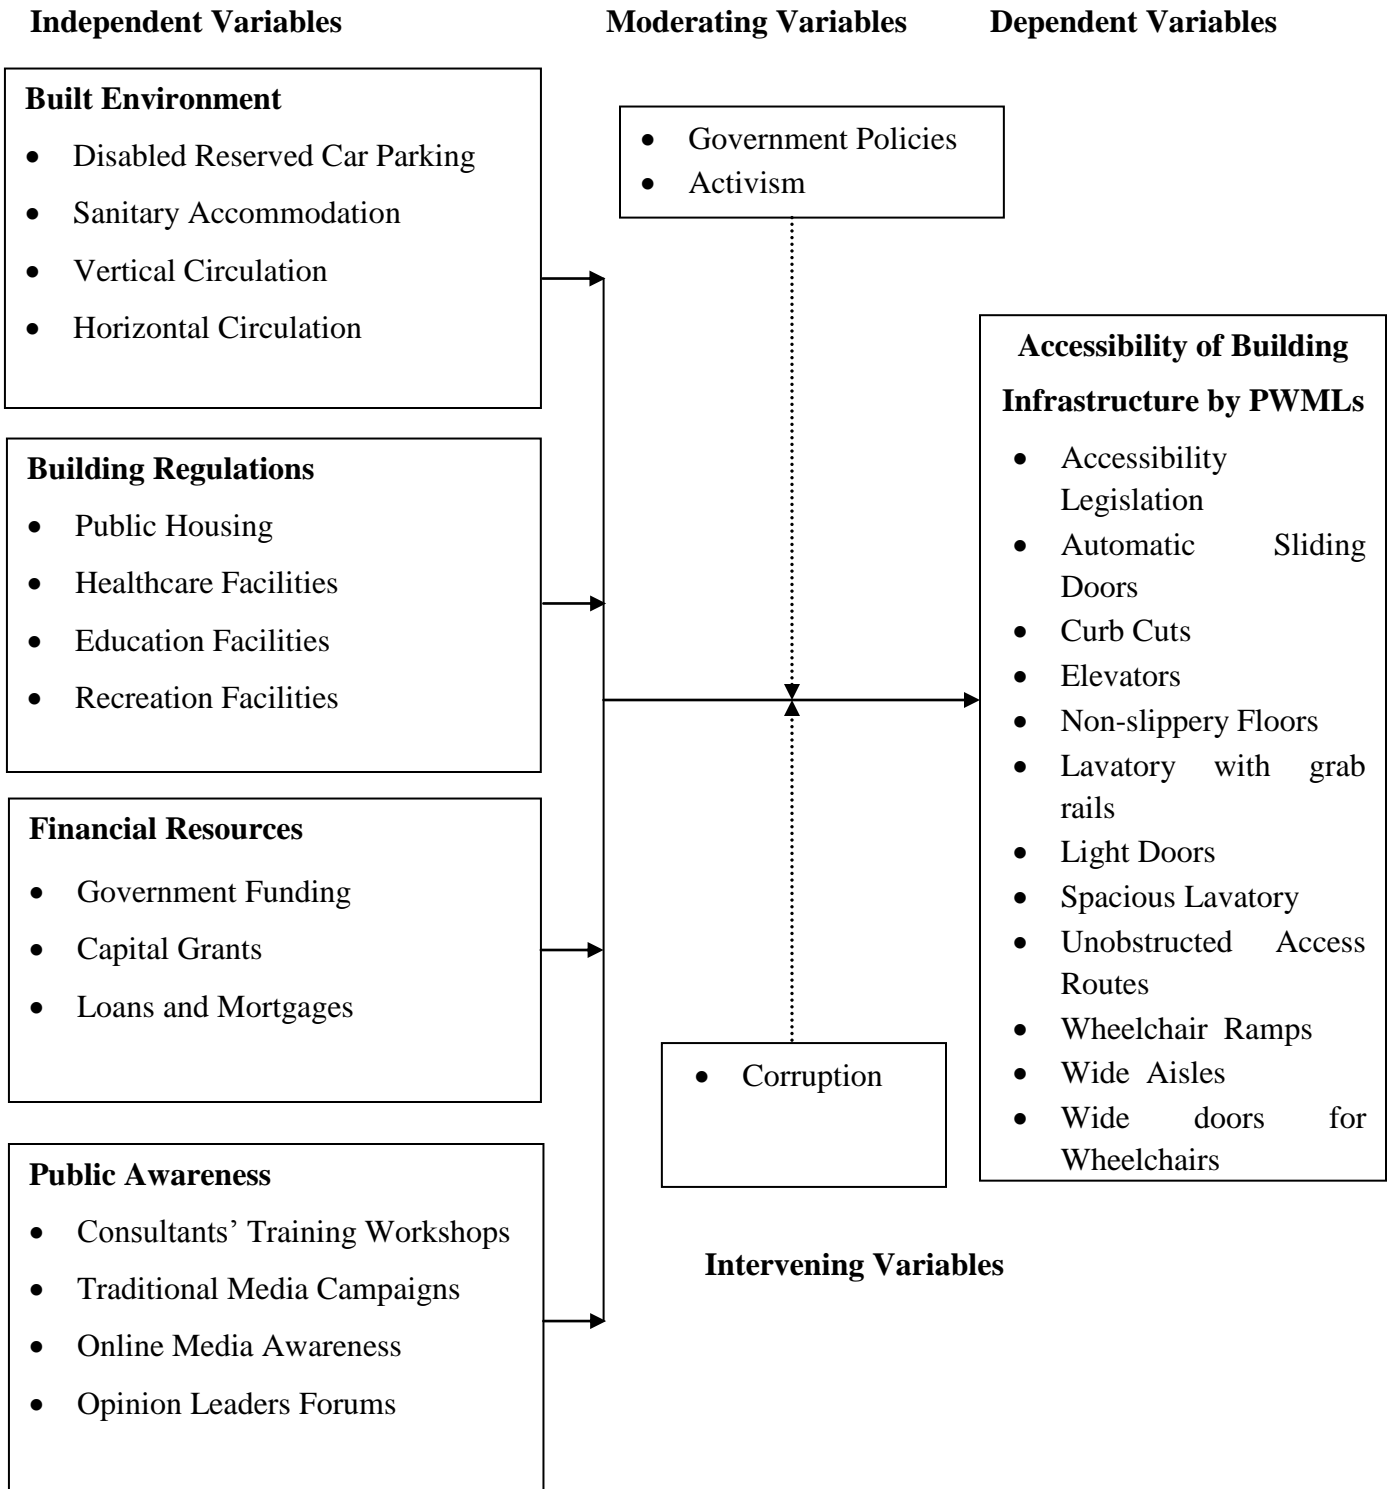 Independent Variables
Moderating Variables
Dependent Variables
Built Environment
• Disabled Reserved Car Parking
• Sanitary Accommodation
• Vertical Circulation
• Horizontal Circulation
Building Regulations
• Public Housing
• Healthcare Facilities
• Education Facilities
• Recreation Facilities
Financial Resources
• Government Funding
• Capital Grants
• Loans and Mortgages
Public Awareness
• Consultants’ Training Workshops
• Traditional Media Campaigns
• Online Media Awareness
• Opinion Leaders Forums
• Government Policies
• Activism
• Corruption
Intervening Variables
Accessibility of Building
Infrastructure by PWMLs
• Accessibility
Legislation
• Automatic Sliding
Doors
• Curb Cuts
• Elevators
• Non-slippery Floors
• Lavatory with grab
rails
• Light Doors
• Spacious Lavatory
• Unobstructed Access
Routes
• Wheelchair Ramps
• Wide Aisles
• Wide doors for
Wheelchairs